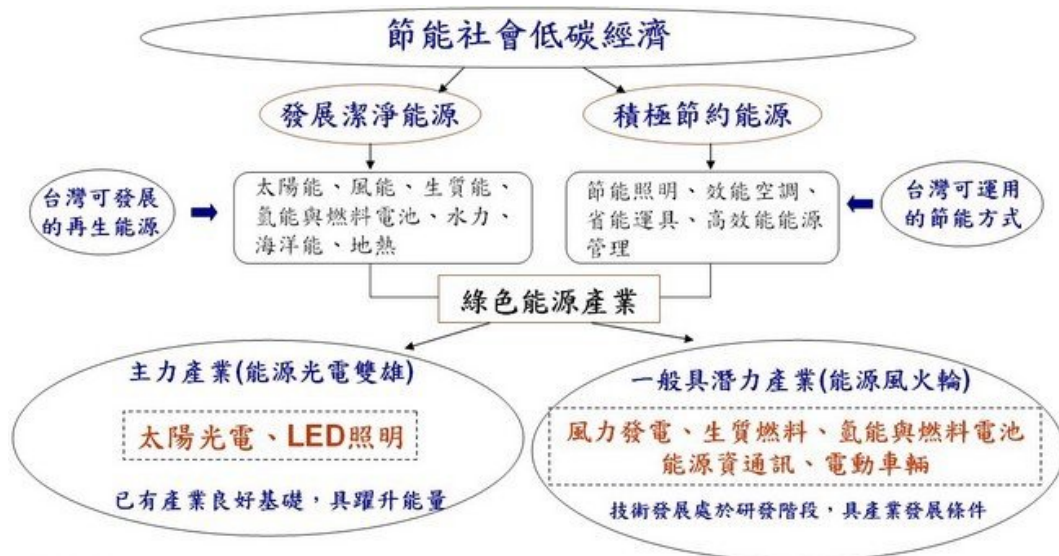 節能社會低碳經濟
發展潔淨能源
積極節約能源
台灣可發展
的再生能源
太陽能、風能、生質能、
氫能與燃料電池、水力、
海洋能、地熱
節能照明、效能空調、
省能運具、高效能能源
管理
台灣可運用
的節能方式
綠色能源產業
主力產業(能源光電雙雄)
太陽光電、LED照明
已有產業良好基礎，具躍升能量
一般具潛力產業(能源風火輪)
風力發電、生質燃料、氫能與燃料電池
能源資通訊、電動車輛
技術發展處於研發階段，具產業發展條件